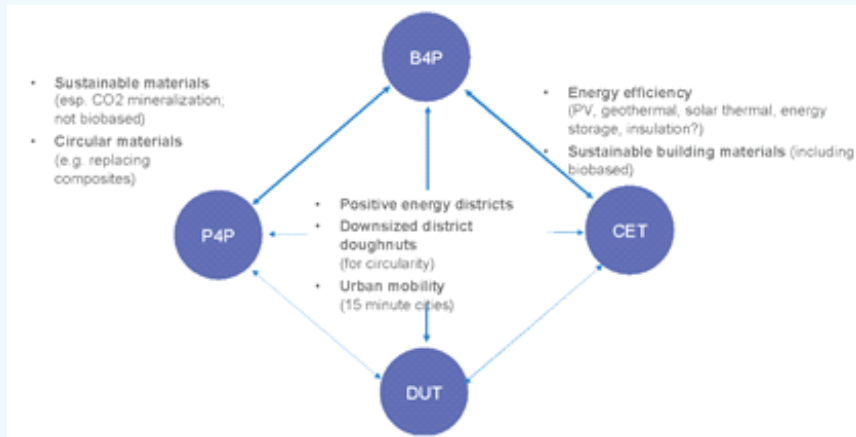 B4P
• Sustainable materials
(esp. CO2 mineralization;
not biobased)
• Circular materials
(e.g. replacing
composites)
• Energy efficiency
(PV, geothermal, solar thermal, energy
storage, insulation?)
• Sustainable building materials (including
biobased)
P4P
• Positive energy districts
• Downsized district
doughnuts
(for circularity)
• Urban mobility
(15 minute cities)
CET
DUT